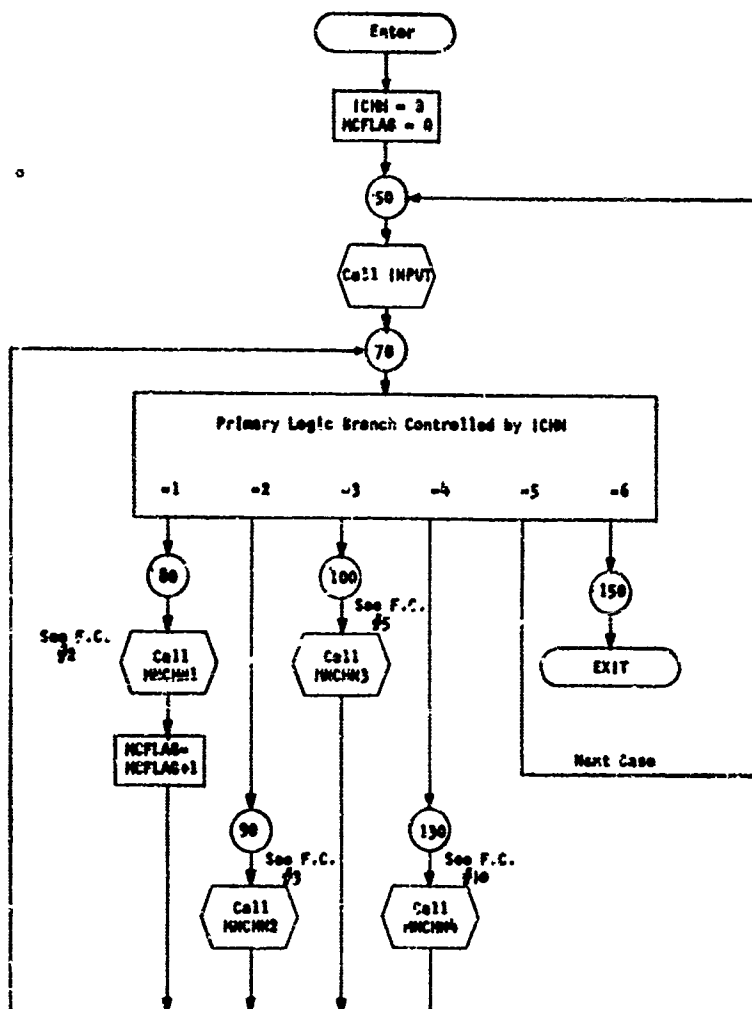 Enter
ICHN = 0
MCFLAG = 0
50
Call INPUT
70
Primary Logic Branch Controlled by ICHN
=1 =2 =3 =4 =5 =6
80
100
150
See F.C.
#2
Call
MNCHN1
See F.C.
#5
Call
MNCHN3
EXIT
MCFLAG=
MCFLAG+1
Next Case
90
130
See F.C.
#3
Call
MNCHN2
See F.C.
#10
Call
MNCHN4